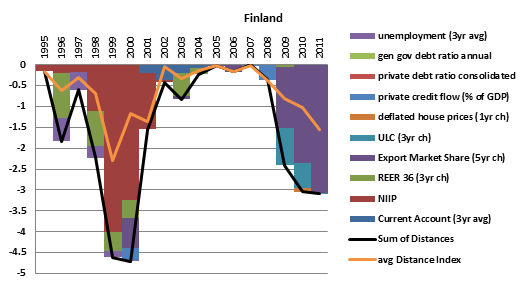 Finland
1995 1996 1997 1998 1999 2000 2001 2002 2003 2004 2005 2006 2007 2008 2009 2010 2011
0
-0.5
-1
-1.5
-2
-2.5
-3
-3.5
-4
-4.5
-5
unemployment (3yr avg)
gen gov debt ratio annual
private debt ratio consolidated
private credit flow (% of GDP)
deflated house prices (1yr ch)
ULC (3yr ch)
Export Market Share (5yr ch)
REER 36 (3yr ch)
NIIP
Current Account (3yr avg)
Sum of Distances
avg Distance Index